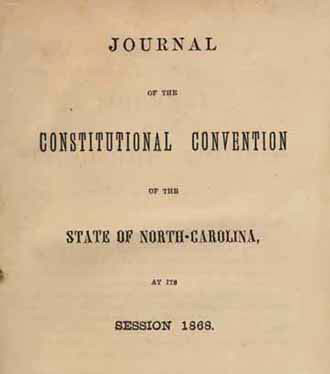 JOURNAL
OF THE
CONSTITUTIONAL CONVENTION
OF THE
STATE OF NORTH-CAROLINA,
AT ITS
SESSION 1868.